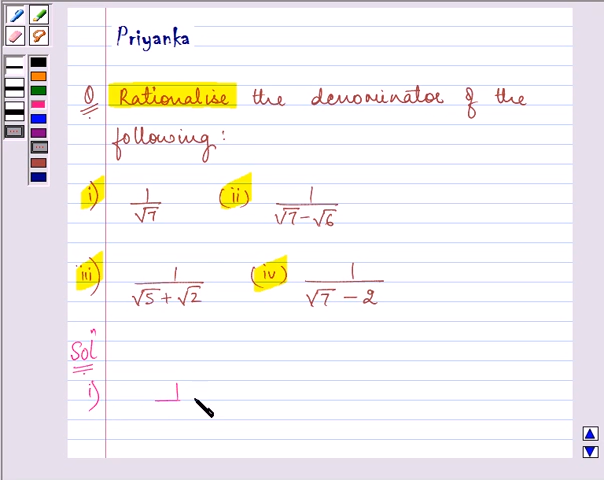 Priyanka
Q Rationalise the denominator of the
following:
i) 1/√7 (ii) 1/(√7-√6)
iii) 1/(√5+√2) (iv) 1/(√7-2)
Solⁿ
i) 1